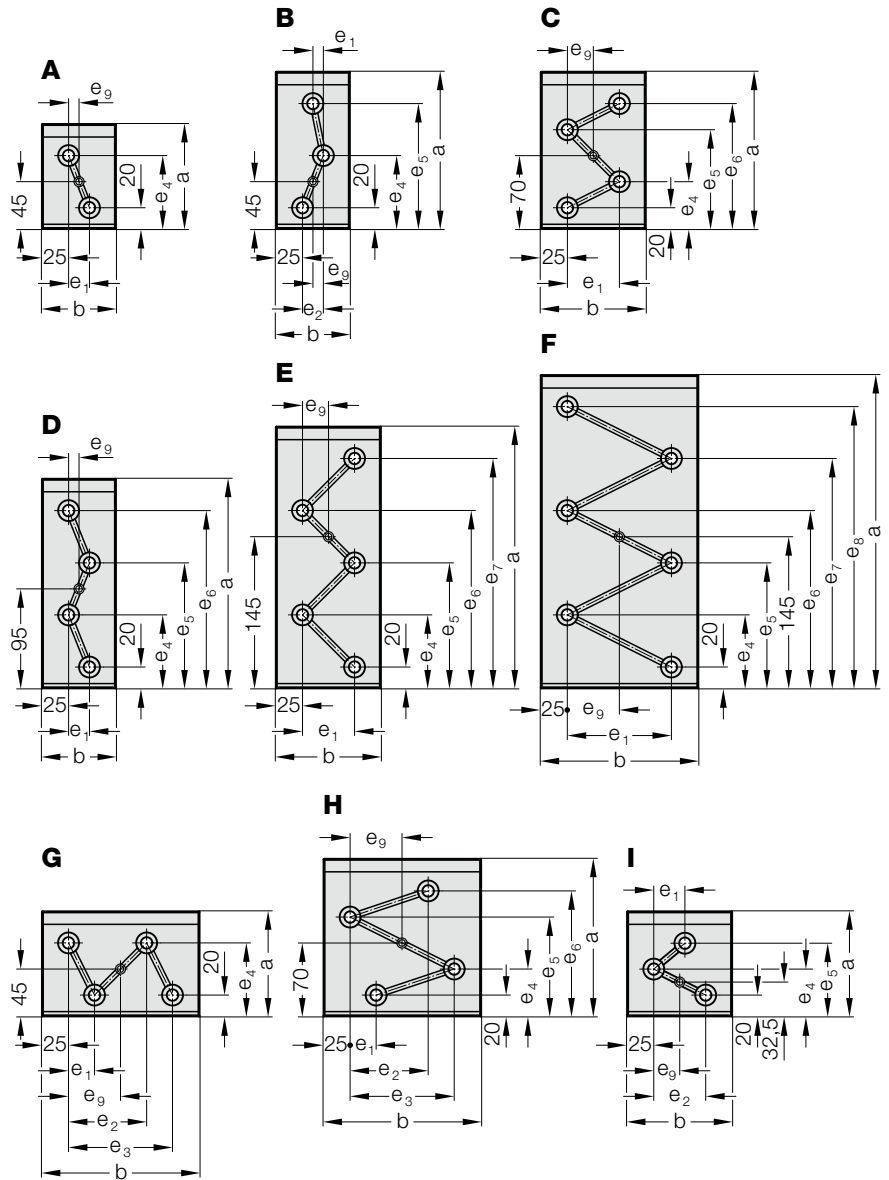 A
e₉
45
20
e₄
a
25
e₁
b
B
e₁
45
20
e₄
e₅
a
25
e₉
e₂
b
C
e₉
70
e₄
20
e₅
e₆
a
25
e₁
b
D
e₉
95
20
e₄
e₅
e₆
a
25
e₁
b
E
e₉
145
20
e₄
e₅
e₆
e₇
a
25
e₁
b
F
20
e₄
e₅
145
e₆
e₇
e₈
a
25
e₉
e₁
b
G
45
20
e₄
a
25
e₁
e₉
e₂
e₃
b
H
e₉
70
20
e₄
e₅
e₆
a
25
e₁
e₂
e₃
b
I
e₁
20
32,5
e₄
e₅
a
25
e₉
e₂
b